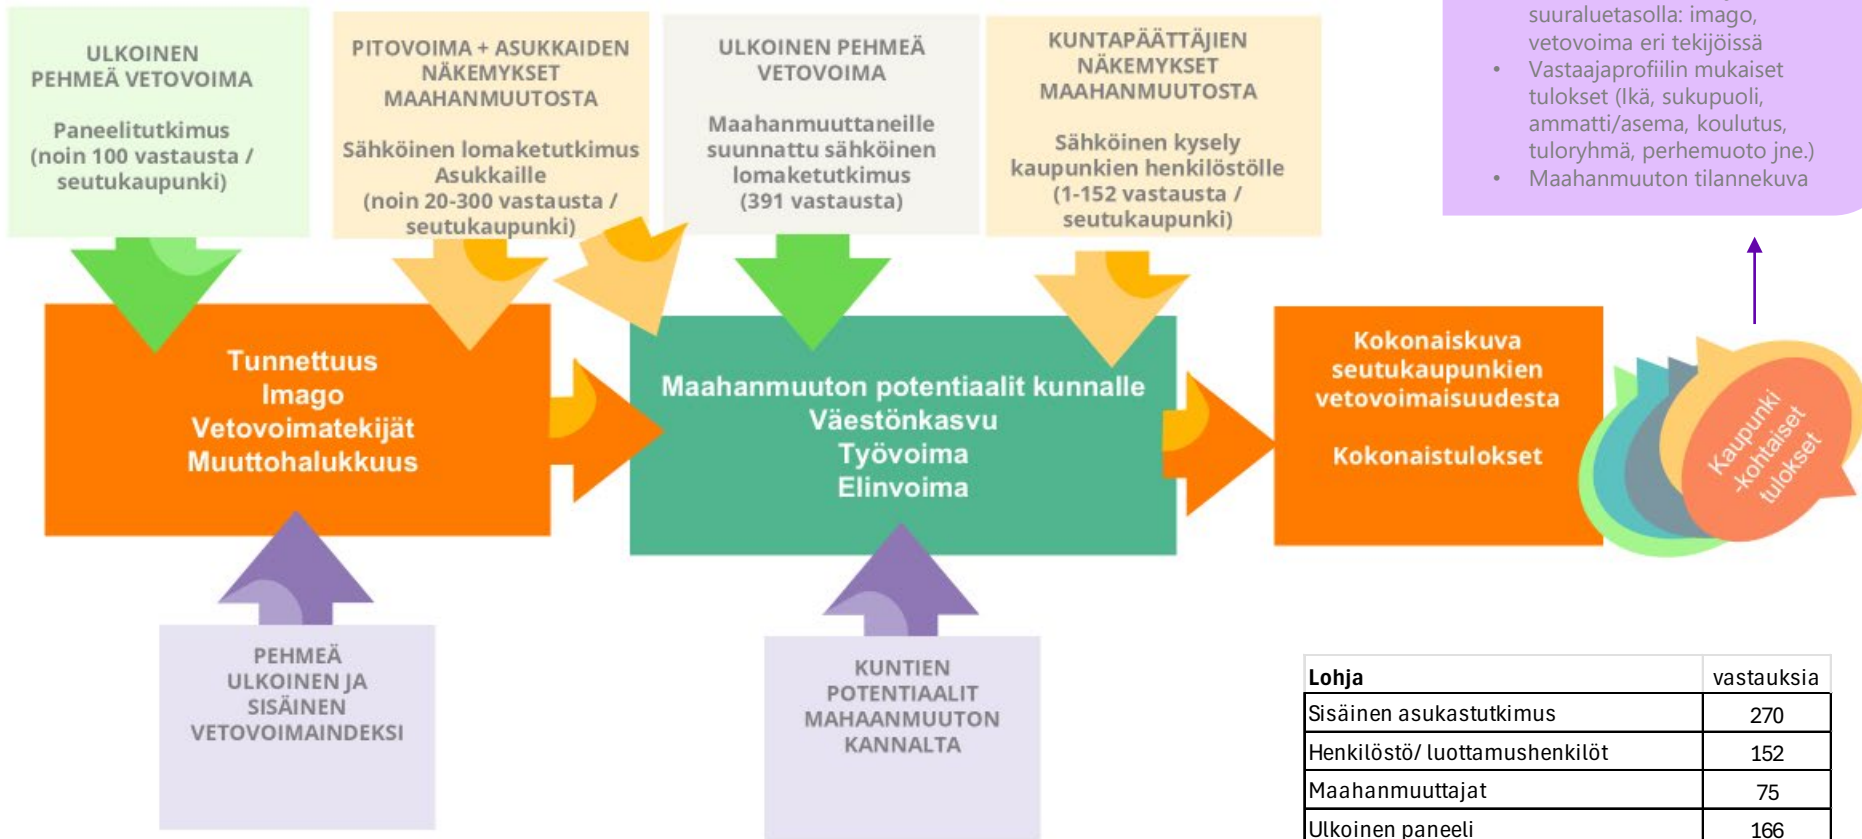 ULKOINEN
PEHMEÄ VETOVOIMA
Paneelitutkimus
(noin 100 vastausta /
seutukaupunki)
PITOVOIMA + ASUKKAIDEN
NÄKEMYKSET
MAAHANMUUTOSTA
Sähköinen lomaketutkimus
Asukkaille
(noin 20-300 vastausta /
seutukaupunki)
ULKOINEN PEHMEÄ
VETOVOIMA
Maahanmuuttaneille
suunnattu sähköinen
lomaketutkimus
(391 vastausta)
KUNTAPÄÄTTÄJIEN
NÄKEMYKSET
MAAHANMUUTOSTA
Sähköinen kysely
kaupunkien henkilöstölle
(1-152 vastausta /
seutukaupunki)
suuraluetasolla: imago,
vetovoima eri tekijöissä
• Vastaajaprofiilin mukaiset
tulokset (Ikä, sukupuoli,
ammatti/asema, koulutus,
tuloryhmä, perhemuoto jne.)
• Maahanmuuton tilannekuva
Tunnettuus
Imago
Vetovoimatekijät
Muuttohalukkuus
Maahanmuuton potentiaalit kunnalle
Väestönkasvu
Työvoima
Elinvoima
Kokonaiskuva
seutukaupunkien
vetovoimaisuudesta
Kokonaistulokset
Kaupunki
-kohtaiset
tulokset
PEHMEÄ
ULKOINEN JA
SISÄINEN
VETOVOIMAINDEKSI
KUNTIEN
POTENTIAALIT
MAHAANMUUTON
KANNALTA
Lohja vastauksia
Sisäinen asukastutkimus 270
Henkilöstö/ luottamushenkilöt 152
Maahanmuuttajat 75
Ulkoinen paneeli 166